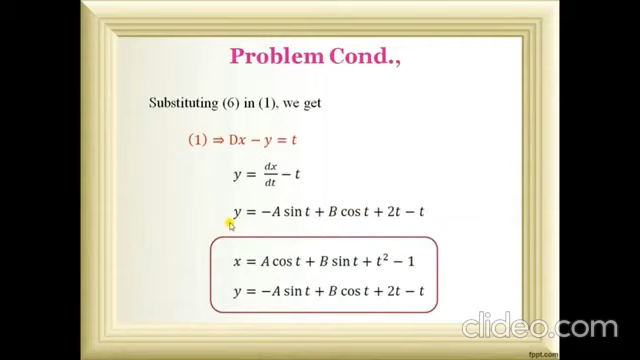 Problem Cond.,
Substituting (6) in (1), we get
(1) ⇒ Dx − y = t
y = dx/dt − t
y = −A sin t + B cos t + 2t − t
x = A cos t + B sin t + t² − 1
y = −A sin t + B cos t + 2t − t
clideo.com
fppt.com